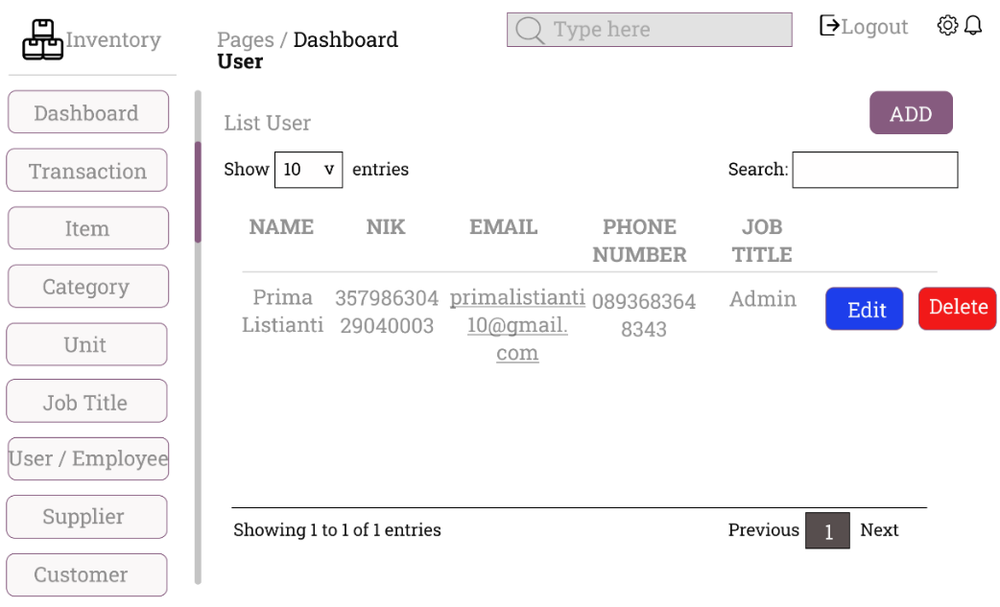 Inventory
Pages / Dashboard
User
Type here
Logout
Dashboard
Transaction
Item
Category
Unit
Job Title
User / Employee
Supplier
Customer
List User
ADD
Show 10 v entries
Search:
NAME NIK EMAIL PHONE NUMBER JOB TITLE
Prima Listianti 35798630429040003 primalistianti10@gmail.com 0893683648343 Admin Edit Delete
Showing 1 to 1 of 1 entries
Previous 1 Next